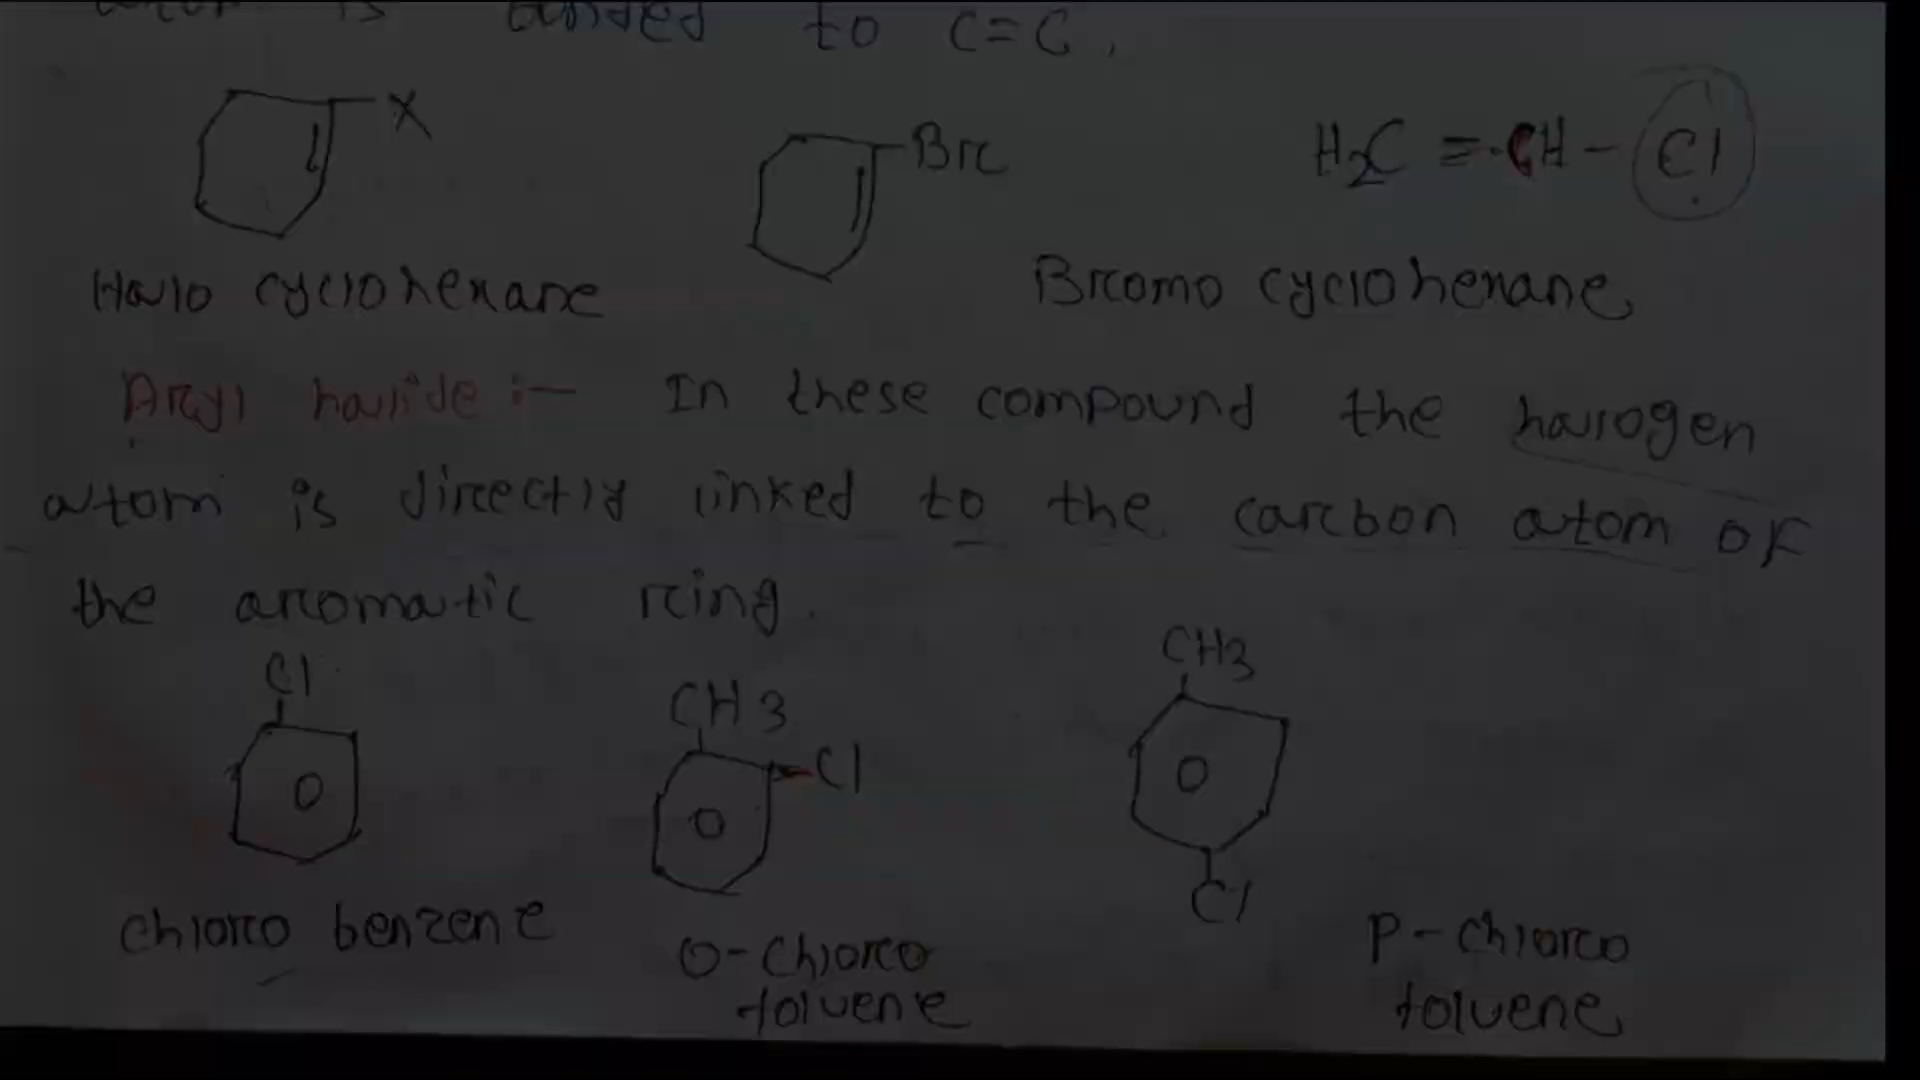 is bonded to C=C.
X
Br
H2C = CH - Cl
Halo cyclohexane
Bromo cyclohexane
Aryl halide :- In these compound the halogen
atom is directly linked to the carbon atom of
the aromatic ring.
Cl
CH3
Cl
CH3
Cl
chloro benzene
O-Chloro
toluene
P-Chloro
toluene